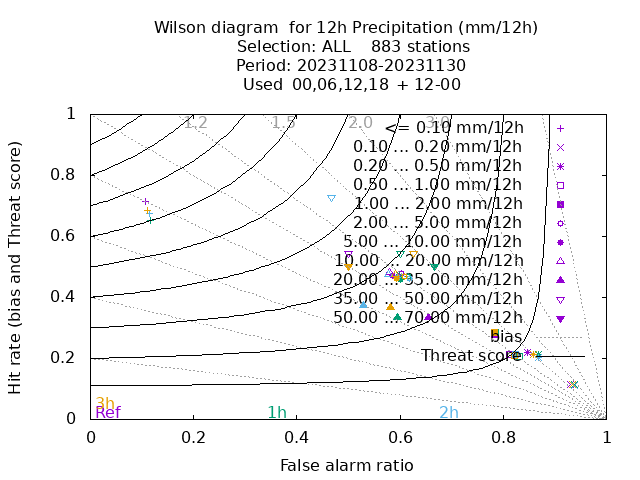 Wilson diagram  for 12h Precipitation (mm/12h)
Selection: ALL    883 stations
Period: 20231108-20231130
Used  00,06,12,18  + 12-00
Hit rate (bias and Threat score)
1
0.8
0.6
0.4
0.2
0
1.2
1.5
2.0
3.0
<= 0.10 mm/12h
0.10 ... 0.20 mm/12h
0.20 ... 0.50 mm/12h
0.50 ... 1.00 mm/12h
1.00 ... 2.00 mm/12h
2.00 ... 5.00 mm/12h
5.00 ... 10.00 mm/12h
10.00 ... 20.00 mm/12h
20.00 ... 35.00 mm/12h
35.00 ... 50.00 mm/12h
50.00 ... 70.00 mm/12h
bias
Threat score
3h
Ref
1h
2h
0
0.2
0.4
0.6
0.8
1
False alarm ratio